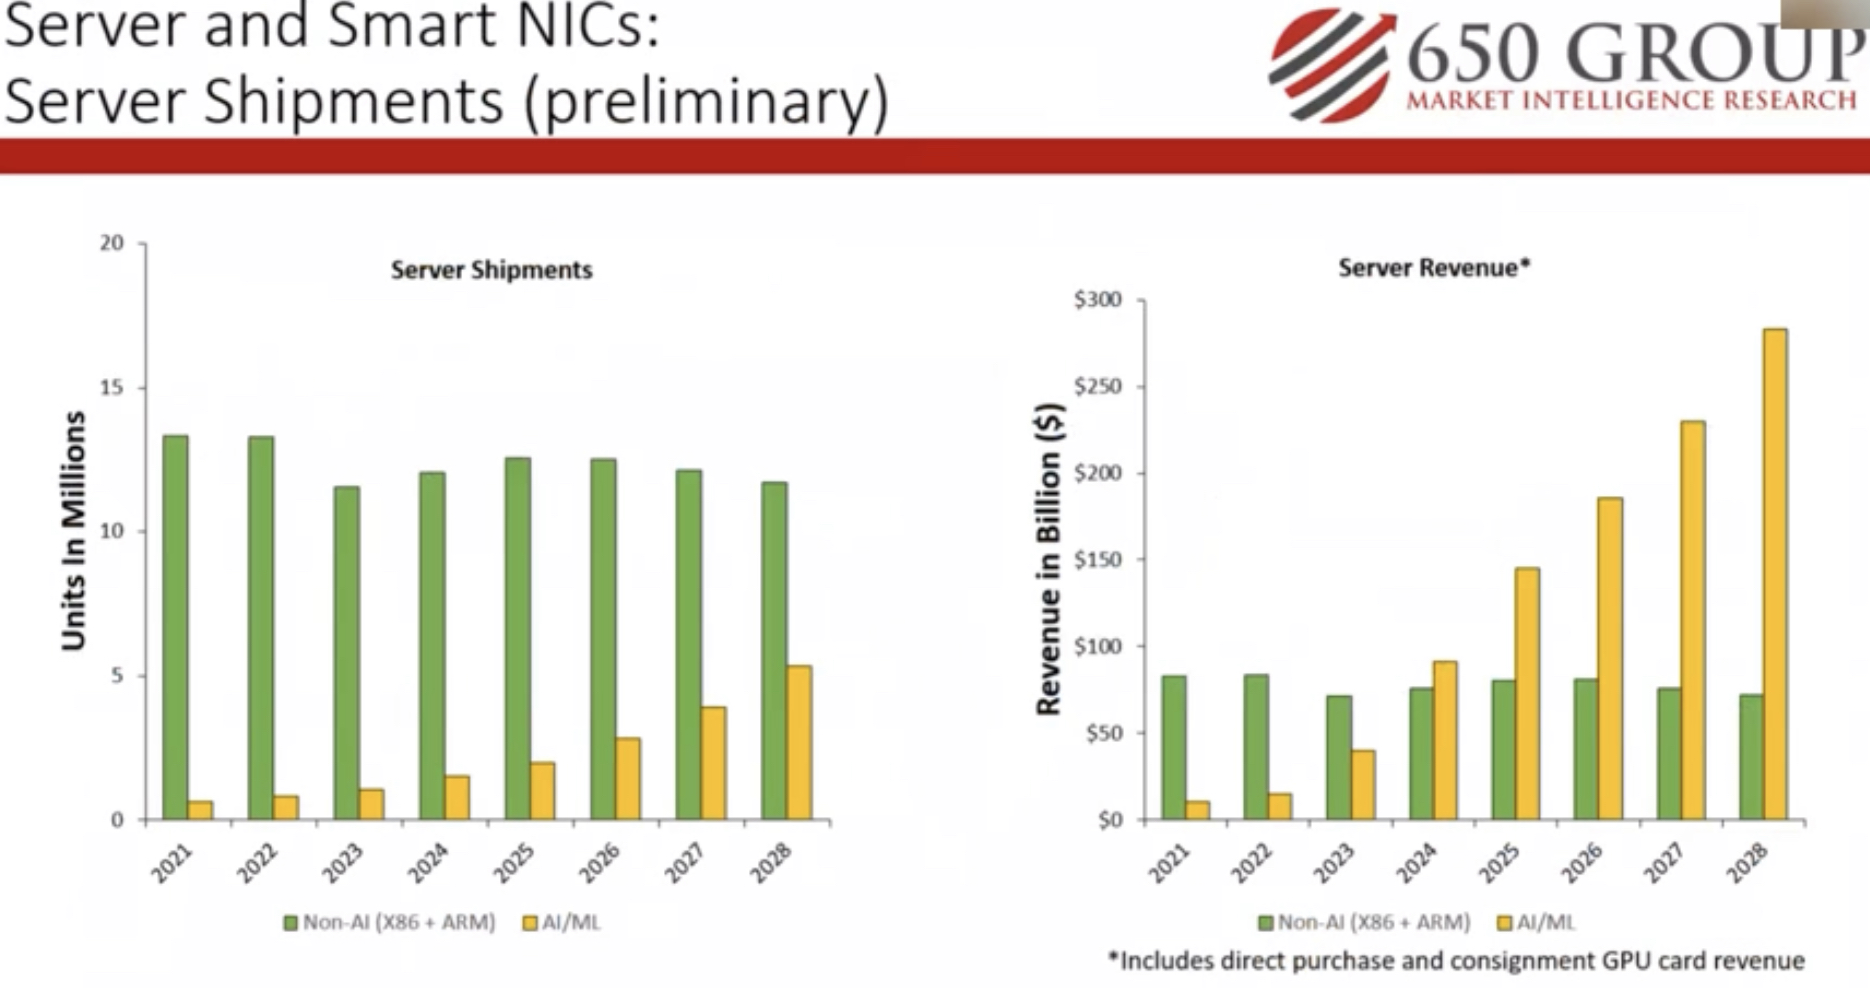 Server and Smart NICs:
Server Shipments (preliminary)
650 GROUP
MARKET INTELLIGENCE RESEARCH
Server Shipments
Units In Millions
20
15
10
5
0
2021
2022
2023
2024
2025
2026
2027
2028
Non-AI (X86 + ARM)
AI/ML
Server Revenue*
Revenue in Billion ($)
$300
$250
$200
$150
$100
$50
$0
2021
2022
2023
2024
2025
2026
2027
2028
Non-AI (X86 + ARM)
AI/ML
*Includes direct purchase and consignment GPU card revenue